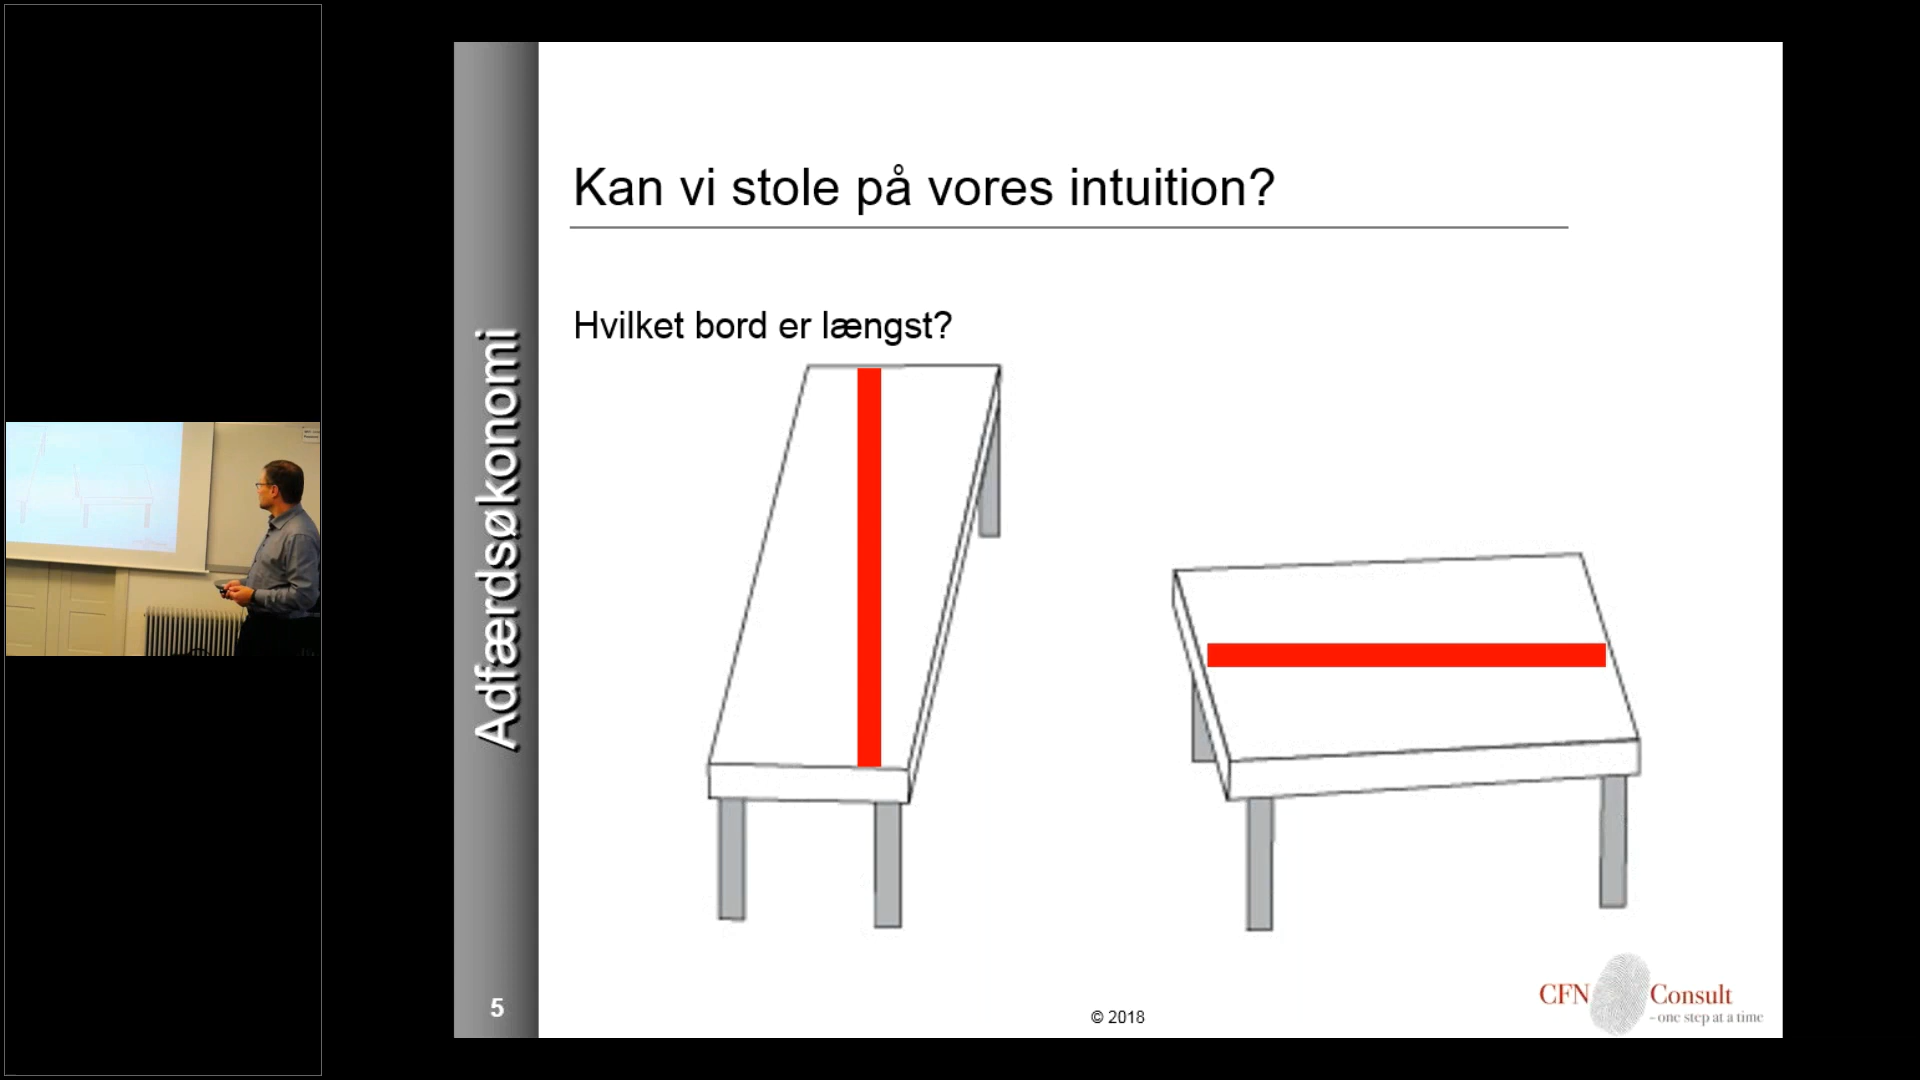 Kan vi stole på vores intuition?
Hvilket bord er længst?
Adfærdsøkonomi
5
© 2018
CFN Consult
- one step at a time